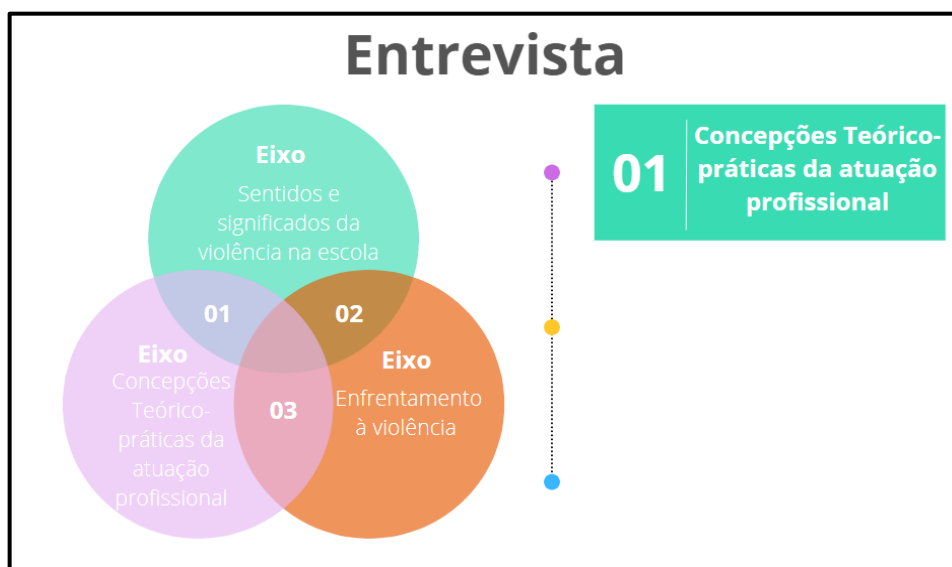 Entrevista
Eixo
Sentidos e
significados da
violência na escola
01
02
Eixo
Concepções
Teórico-
práticas da
atuação
profissional
03
Eixo
Enfrentamento
à violência
01
Concepções Teórico-
práticas da atuação
profissional